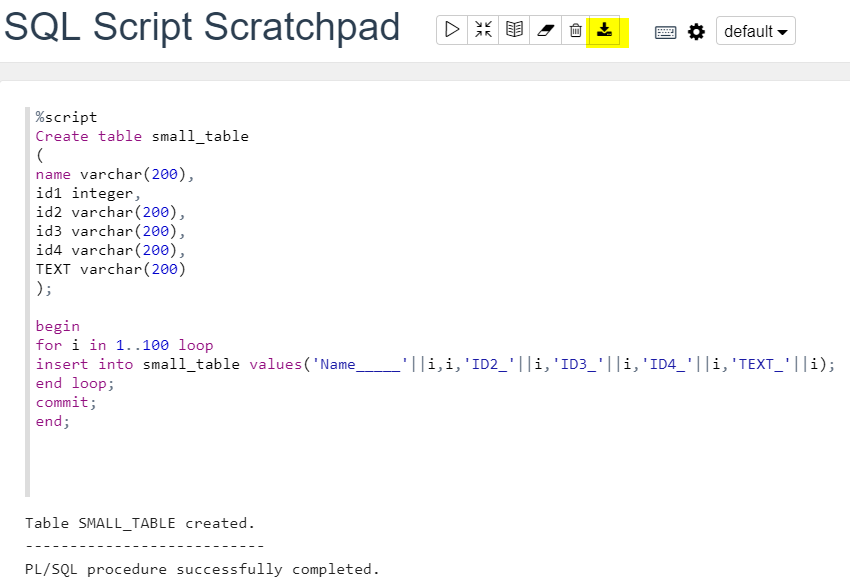 SQL Script Scratchpad
default
%script
Create table small_table
(
name varchar(200),
id1 integer,
id2 varchar(200),
id3 varchar(200),
id4 varchar(200),
TEXT varchar(200)
);
begin
for i in 1..100 loop
insert into small_table values('Name_____'||i,i,'ID2_'||i,'ID3_'||i,'ID4_'||i,'TEXT_'||i);
end loop;
commit;
end;
Table SMALL_TABLE created.
---------------------------
PL/SQL procedure successfully completed.